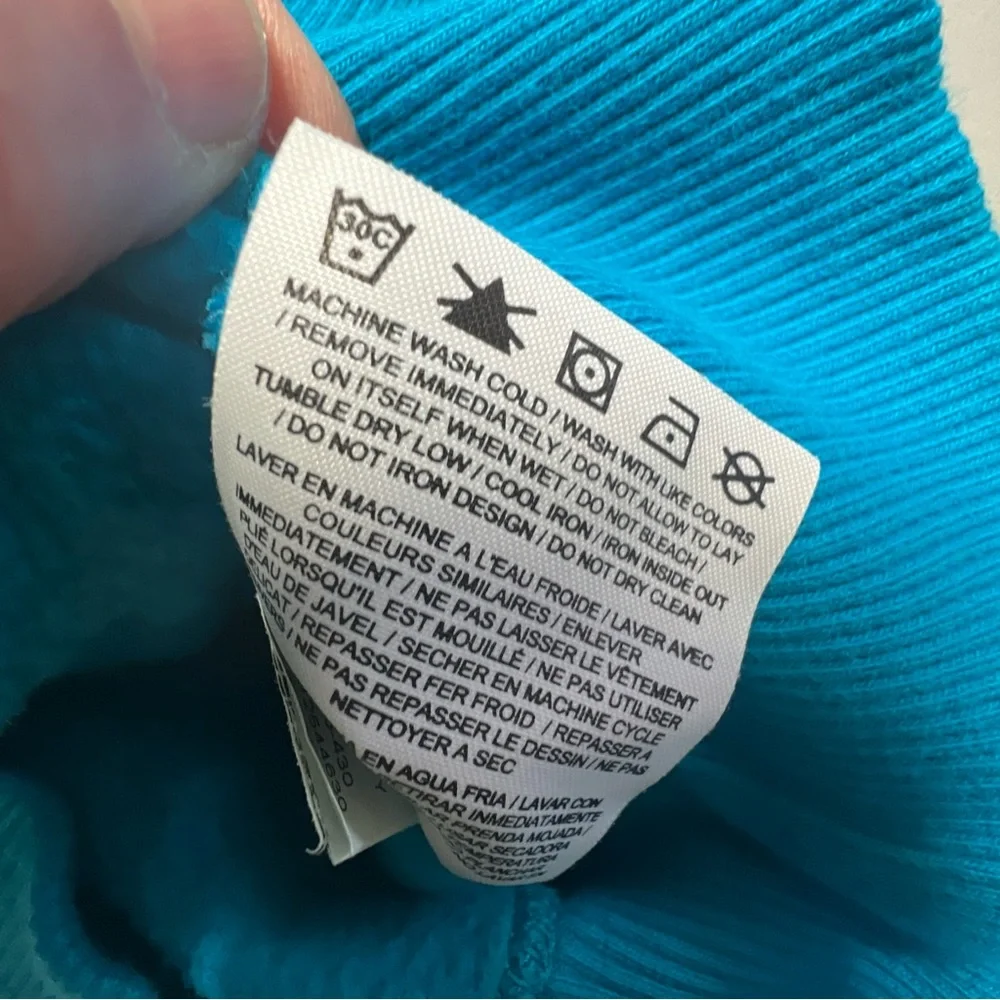 30C
MACHINE WASH COLD / WASH WITH LIKE COLORS
/ REMOVE IMMEDIATELY / DO NOT ALLOW TO LAY
ON ITSELF WHEN WET / DO NOT BLEACH /
TUMBLE DRY LOW / COOL IRON / IRON INSIDE OUT
/ DO NOT IRON DESIGN / DO NOT DRY CLEAN
LAVER EN MACHINE A L'EAU FROIDE / LAVER AVEC
COULEURS SIMILAIRES / ENLEVER
IMMEDIATEMENT / NE PAS LAISSER LE VÊTEMENT
PLIÉ LORSQU'IL EST MOUILLÉ / NE PAS UTILISER
D'EAU DE JAVEL / SECHER EN MACHINE CYCLE
/ REPASSER FER FROID / REPASSER A
/ NE PAS REPASSER LE DESSIN / NE PAS
NETTOYER A SEC
EN AGUA FRIA / LAVAR CON
INMEDIATAMENTE
PRENDA MOJADA /
SECADORA